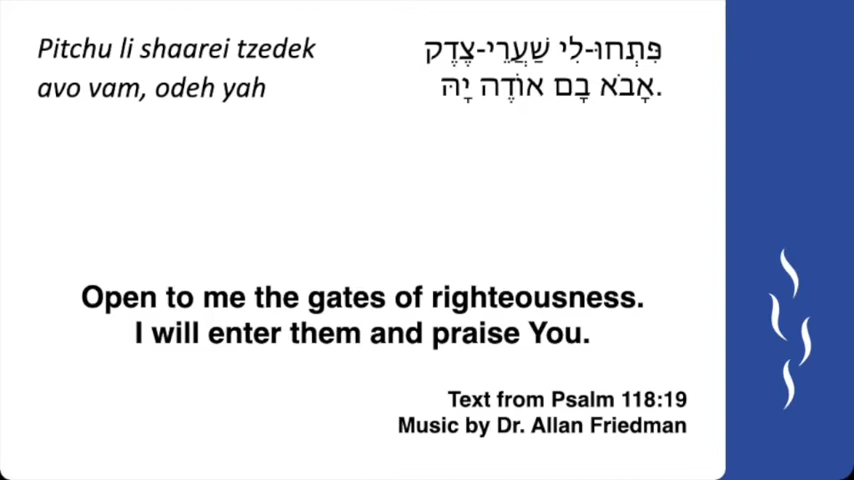 Pitchu li shaarei tzedek
avo vam, odeh yah
פִּתְחוּ-לִי שַׁעֲרֵי-צֶדֶק
אָבֹא בָם אוֹדֶה יָהּ.
Open to me the gates of righteousness.
I will enter them and praise You.
Text from Psalm 118:19
Music by Dr. Allan Friedman